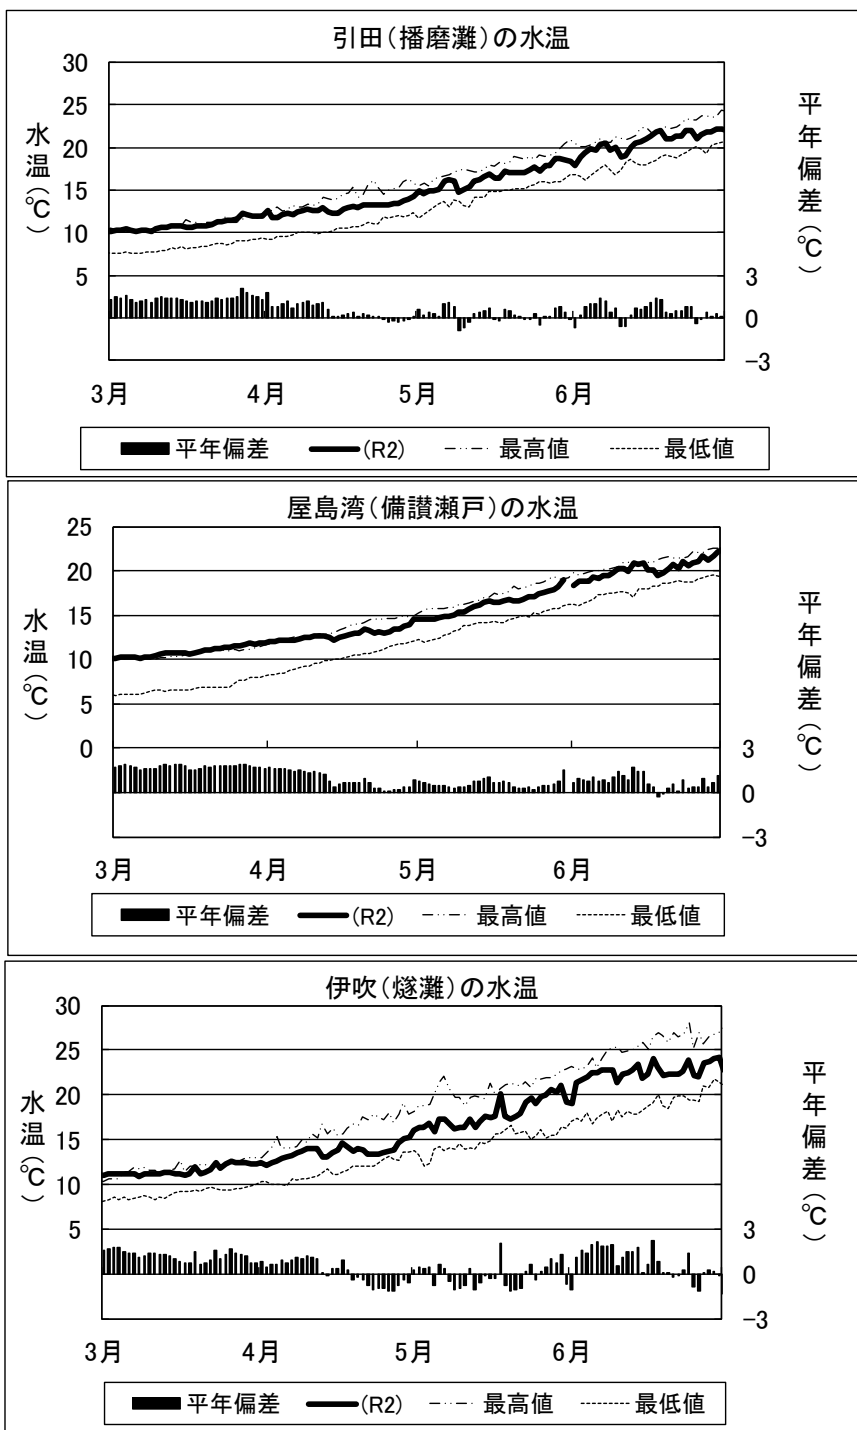 引田（播磨灘）の水温
30
25
20
15
10
5
水温（℃）
平年偏差（℃）
3
0
−3
3月 4月 5月 6月
平年偏差 (R2) 最高値 最低値
屋島湾（備讃瀬戸）の水温
25
20
15
10
5
0
水温（℃）
平年偏差（℃）
3
0
−3
3月 4月 5月 6月
平年偏差 (R2) 最高値 最低値
伊吹（燧灘）の水温
30
25
20
15
10
5
水温（℃）
平年偏差（℃）
3
0
−3
3月 4月 5月 6月
平年偏差 (R2) 最高値 最低値